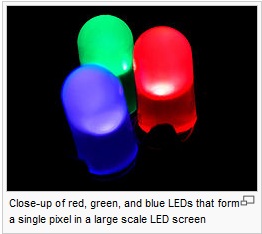 Close-up of red, green, and blue LEDs that form
a single pixel in a large scale LED screen